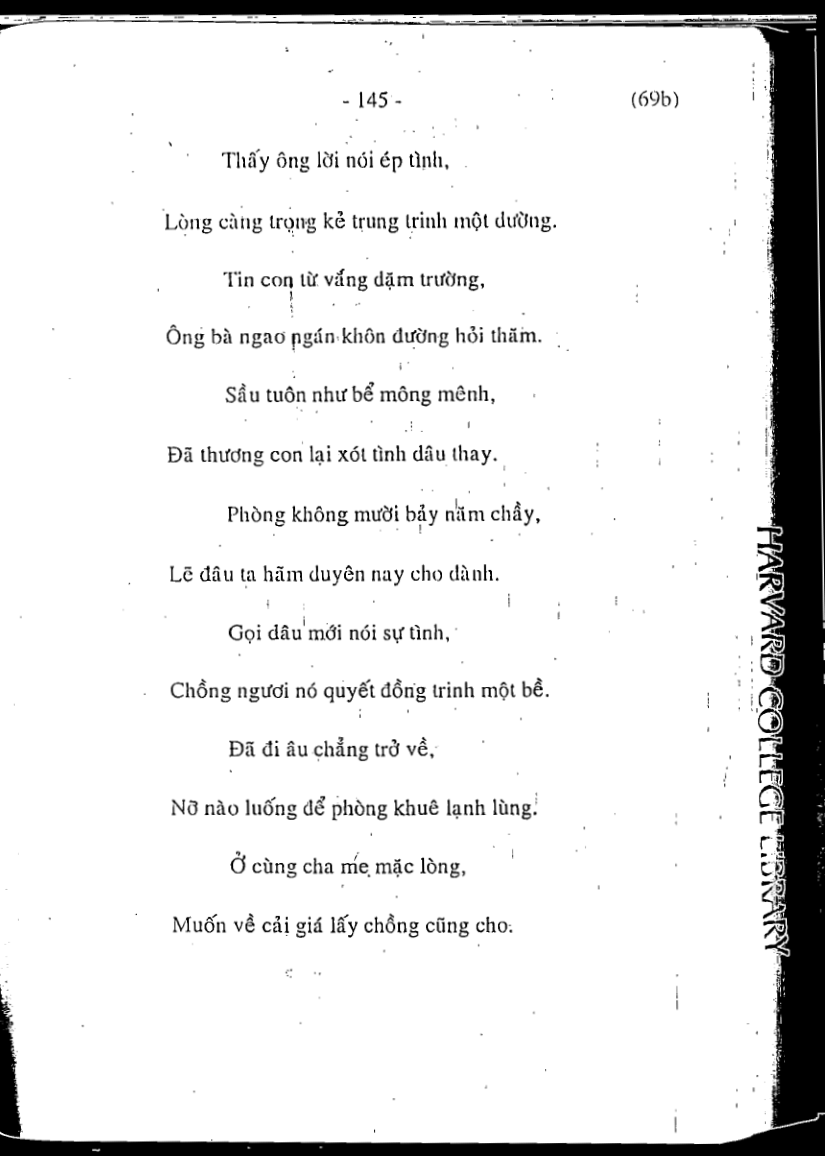 - 145 - (69b)
Thấy ông lời nói ép tình,
Lòng càng trọng kẻ trung trinh một dường.
Tin con từ vắng dặm trường,
Ông bà ngao ngán khôn đường hỏi thăm.
Sầu tuôn như bể mông mênh,
Đã thương con lại xót tình dâu thay.
Phòng không mười bảy năm chầy,
Lẽ đâu ta hãm duyên nay cho dành.
Gọi dâu mới nói sự tình,
Chồng ngươi nó quyết đồng trinh một bề.
Đã đi âu chẳng trở về,
Nỡ nào luống để phòng khuê lạnh lùng.
Ở cùng cha mẹ mặc lòng,
Muốn về cải giá lấy chồng cũng cho.
HARVARD COLLEGE LIBRARY